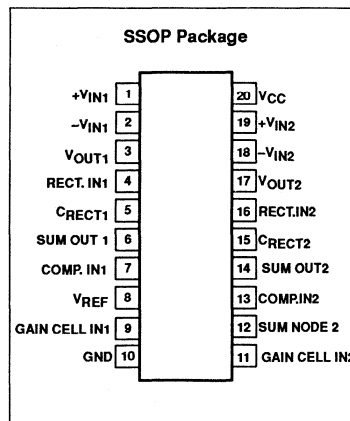 SSOP Package
+VIN1 1
–VIN1 2
VOUT1 3
RECT. IN1 4
CRECT1 5
SUM OUT 1 6
COMP. IN1 7
VREF 8
GAIN CELL IN1 9
GND 10
20 VCC
19 +VIN2
18 –VIN2
17 VOUT2
16 RECT.IN2
15 CRECT2
14 SUM OUT2
13 COMP.IN2
12 SUM NODE 2
11 GAIN CELL IN2